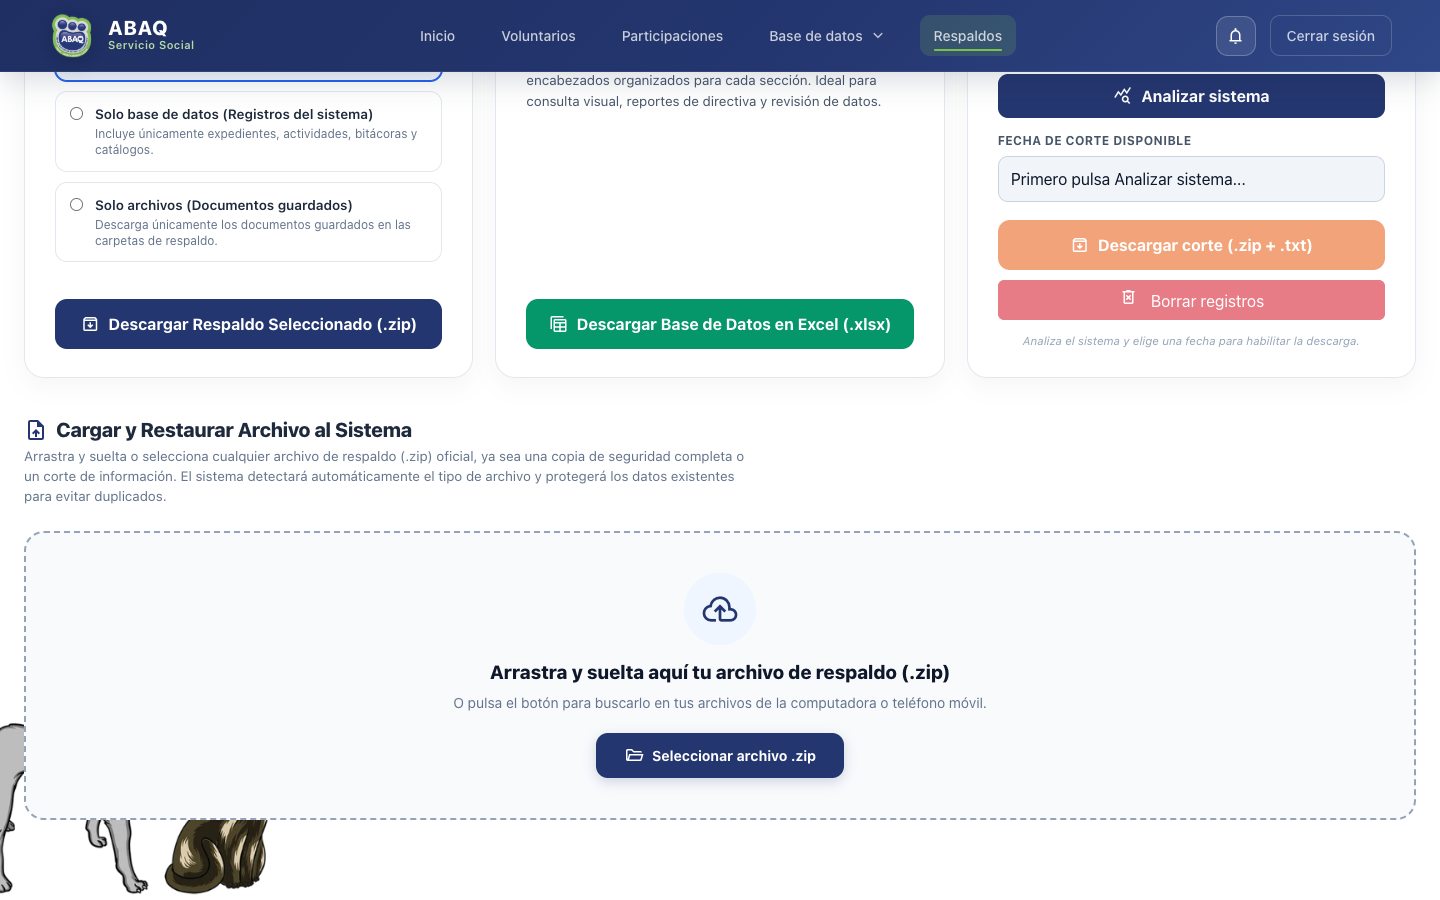 ABAQ
Servicio Social
Inicio
Voluntarios
Participaciones
Base de datos
Respaldos
Cerrar sesión
Solo base de datos (Registros del sistema)
Incluye únicamente expedientes, actividades, bitácoras y
catálogos.
Solo archivos (Documentos guardados)
Descarga únicamente los documentos guardados en las
carpetas de respaldo.
Descargar Respaldo Seleccionado (.zip)
encabezados organizados para cada sección. Ideal para
consulta visual, reportes de directiva y revisión de datos.
Descargar Base de Datos en Excel (.xlsx)
Analizar sistema
FECHA DE CORTE DISPONIBLE
Primero pulsa Analizar sistema...
Descargar corte (.zip + .txt)
Borrar registros
Analiza el sistema y elige una fecha para habilitar la descarga.
Cargar y Restaurar Archivo al Sistema
Arrastra y suelta o selecciona cualquier archivo de respaldo (.zip) oficial, ya sea una copia de seguridad completa o
un corte de información. El sistema detectará automáticamente el tipo de archivo y protegerá los datos existentes
para evitar duplicados.
Arrastra y suelta aquí tu archivo de respaldo (.zip)
O pulsa el botón para buscarlo en tus archivos de la computadora o teléfono móvil.
Seleccionar archivo .zip